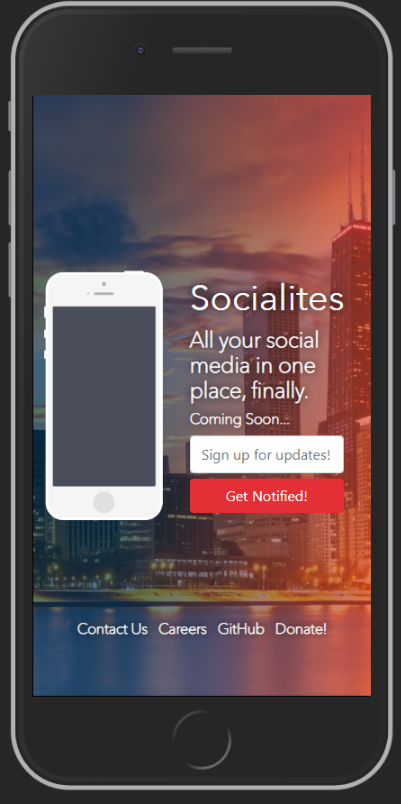 Socialites
All your social
media in one
place, finally.
Coming Soon...
Sign up for updates!
Get Notified!
Contact Us Careers GitHub Donate!